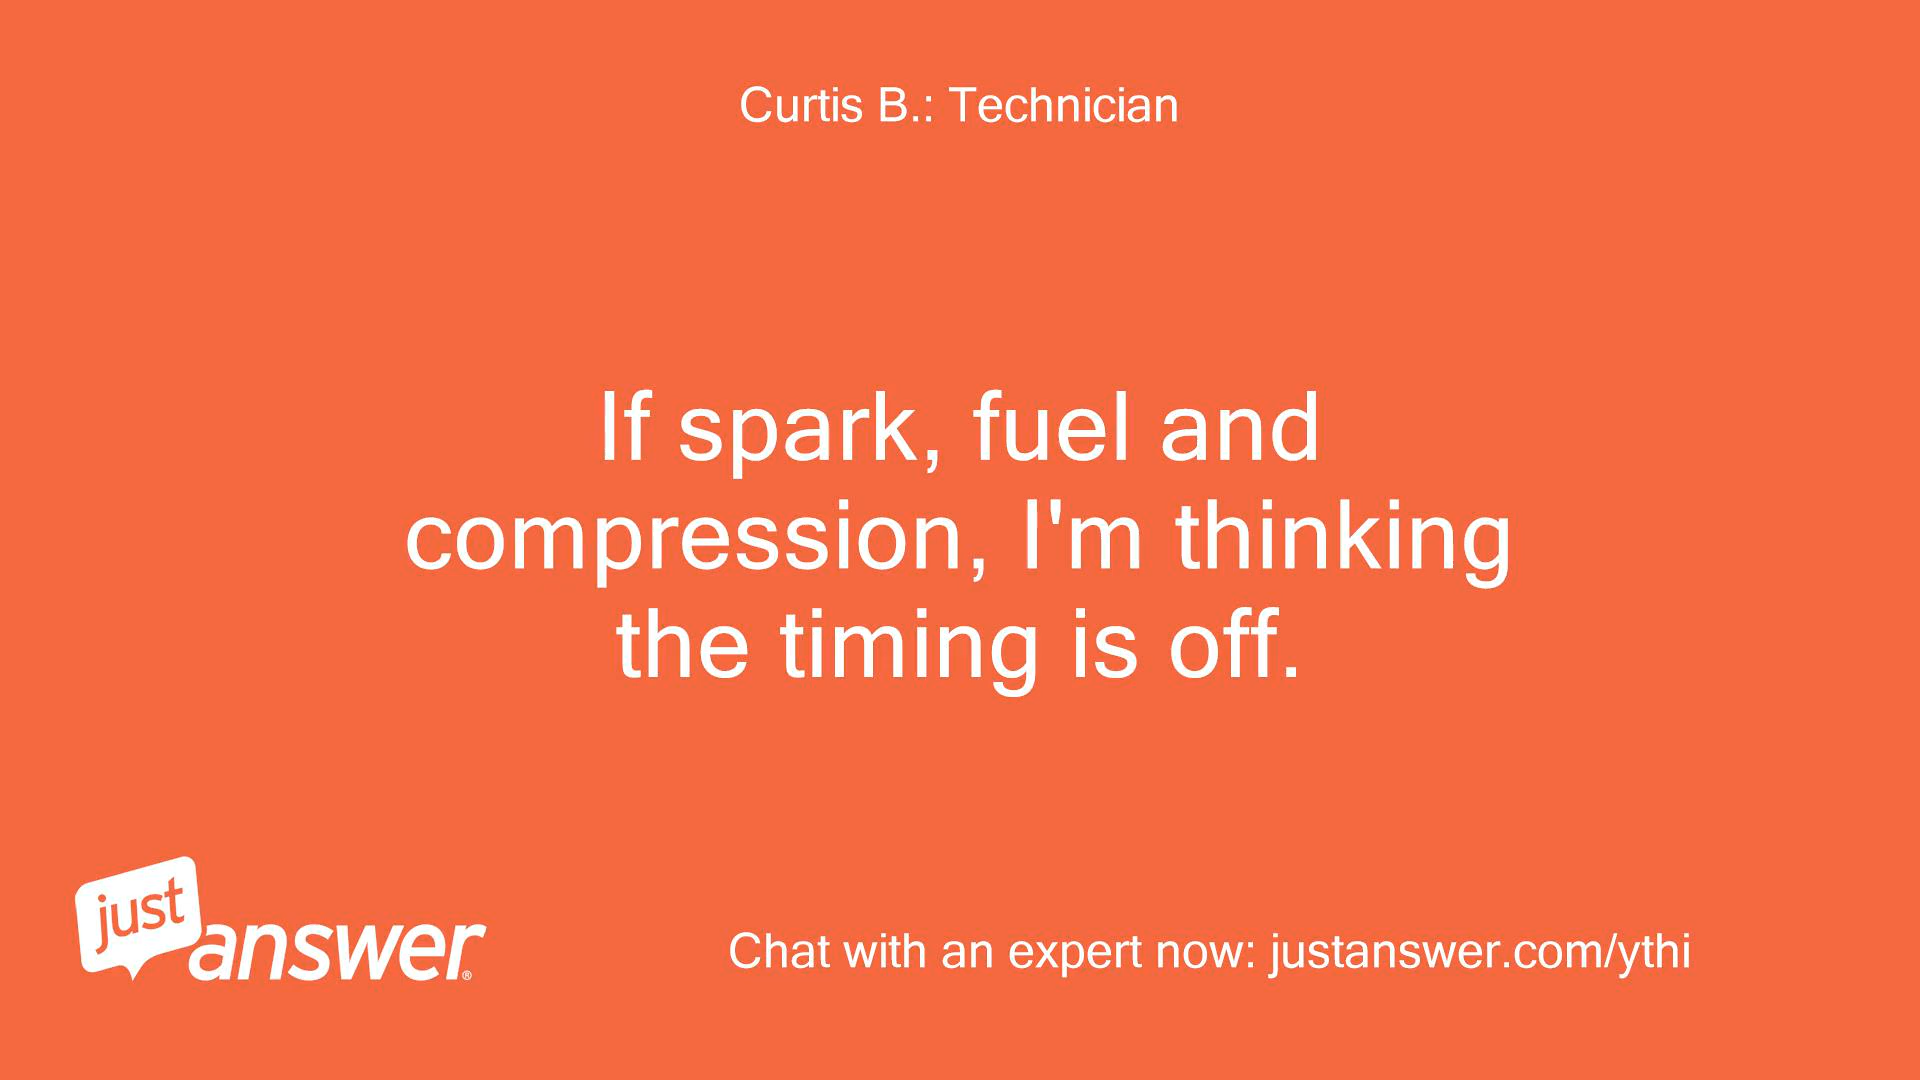 Curtis B.: Technician
If spark, fuel and
compression, I'm thinking
the timing is off.
just
answer®
Chat with an expert now: justanswer.com/ythi